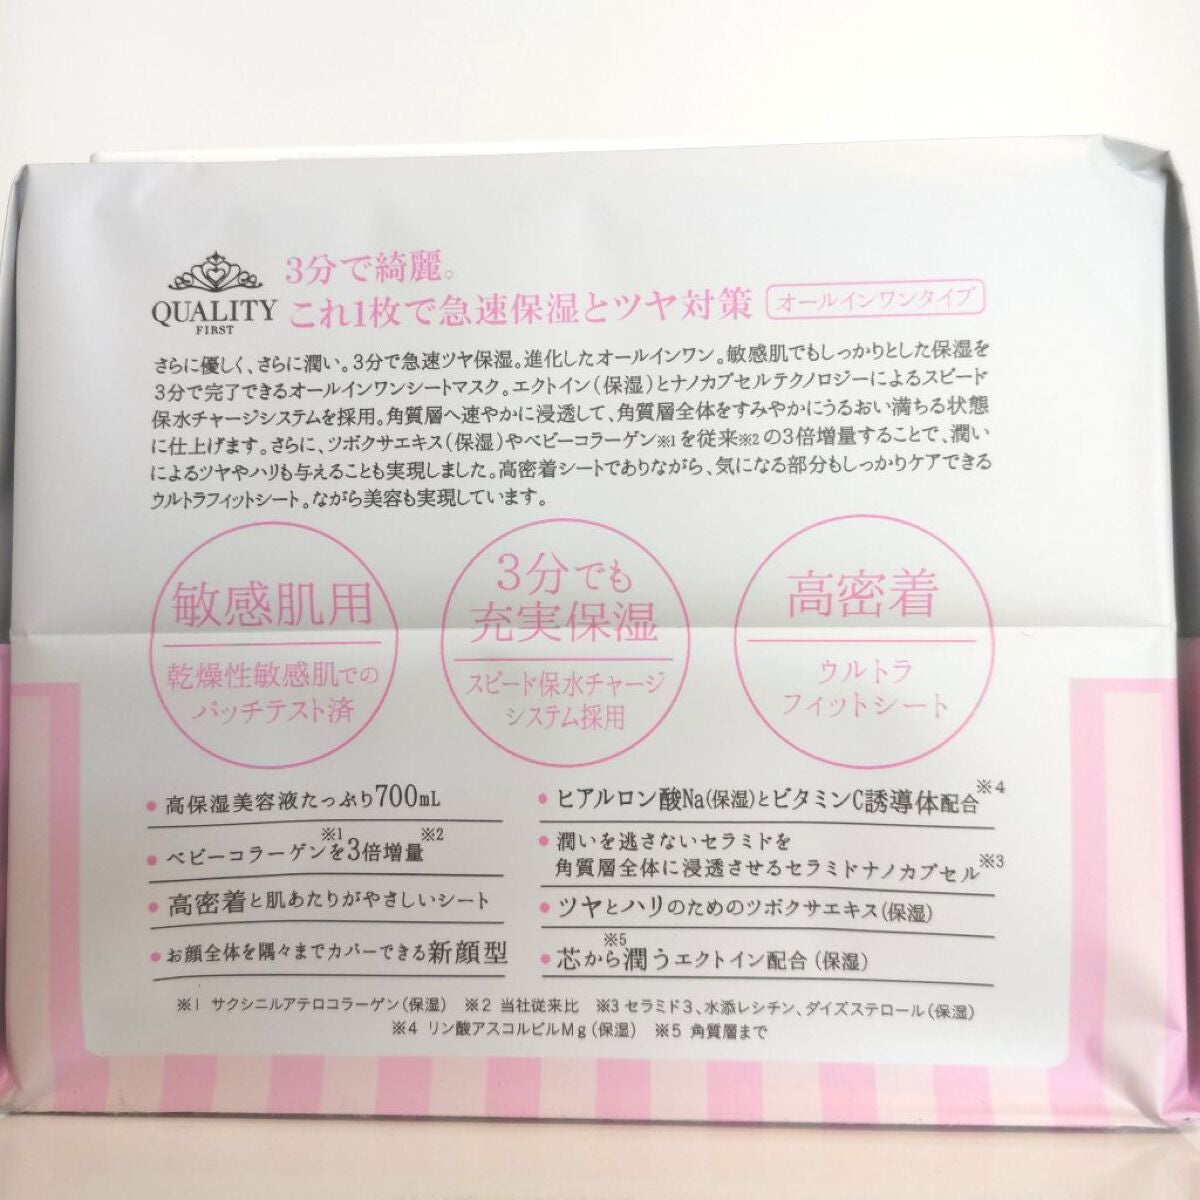 QUALITY
FIRST
3分で綺麗。
これ1枚で急速保湿とツヤ対策 オールインワンタイプ
さらに優しく、さらに潤い。3分で急速ツヤ保湿。進化したオールインワン。敏感肌でもしっかりとした保湿を
3分で完了できるオールインワンシートマスク。エクトイン(保湿)とナノカプセルテクノロジーによるスピード
保水チャージシステムを採用。角質層へ速やかに浸透して、角質層全体をすみやかにうるおい満ちる状態
に仕上げます。さらに、ツボクサエキス(保湿)やベビーコラーゲン※1を従来※2の3倍増量することで、潤い
によるツヤやハリも与えることも実現しました。高密着シートでありながら、気になる部分もしっかりケアできる
ウルトラフィットシート。ながら美容も実現しています。
敏感肌用
乾燥性敏感肌での
パッチテスト済
3分でも
充実保湿
スピード保水チャージ
システム採用
高密着
ウルトラ
フィットシート
• 高保湿美容液たっぷり700mL
• ベビーコラーゲン※1を3倍増量※2
• 高密着と肌あたりがやさしいシート
• お顔全体を隅々までカバーできる新顔型
• ヒアルロン酸Na(保湿)とビタミンC誘導体配合※4
• 潤いを逃さないセラミドを
角質層全体に浸透させるセラミドナノカプセル※3
• ツヤとハリのためのツボクサエキス(保湿)
• 芯から※5潤うエクトイン配合(保湿)
※1 サクシニルアテロコラーゲン(保湿) ※2 当社従来比 ※3 セラミド3、水添レシチン、ダイズステロール(保湿)
※4 リン酸アスコルビルMg(保湿) ※5 角質層まで